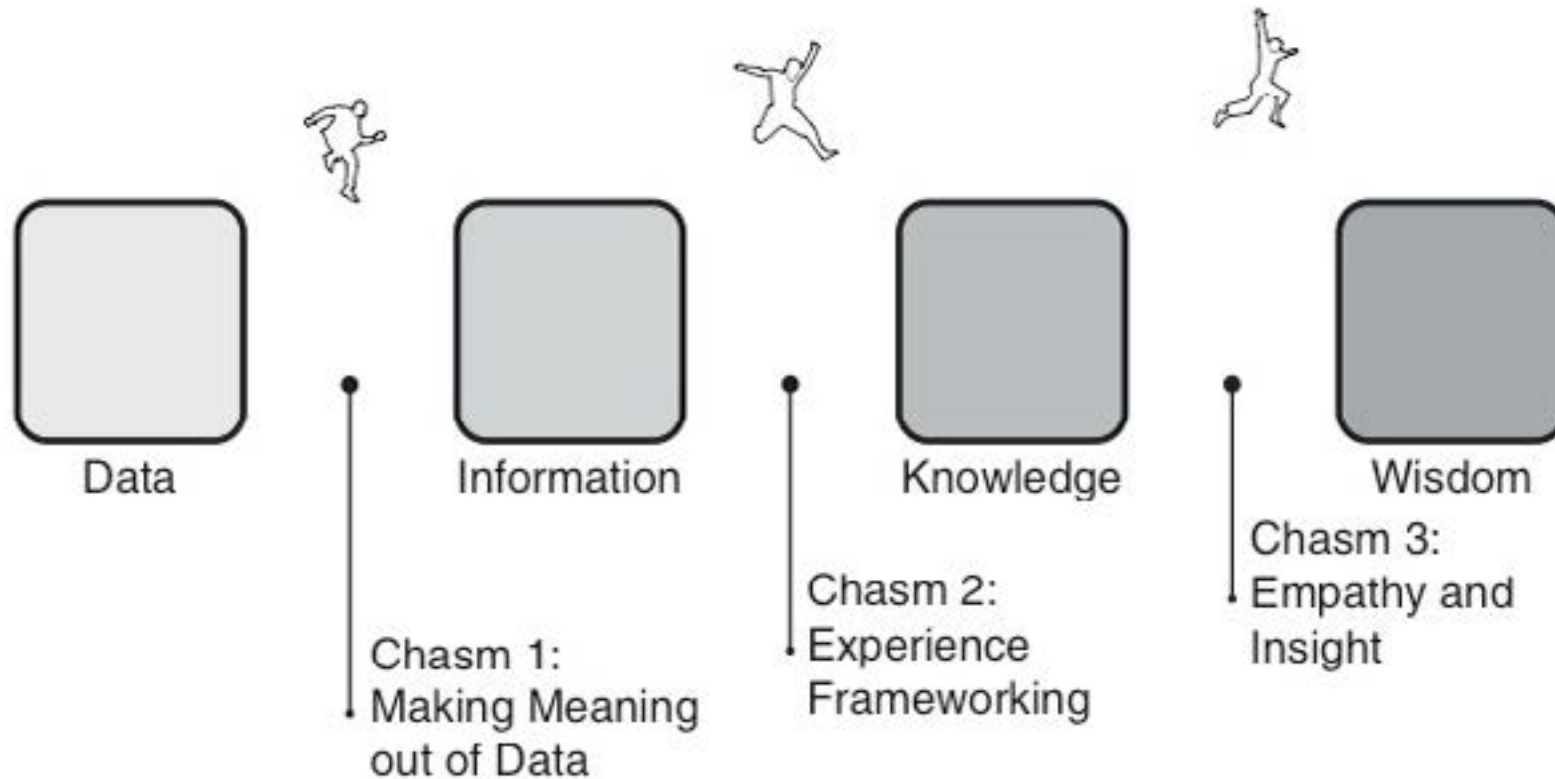 Data
Information
Knowledge
Wisdom
Chasm 1:
Making Meaning
out of Data
Chasm 2:
Experience
Frameworking
Chasm 3:
Empathy and
Insight